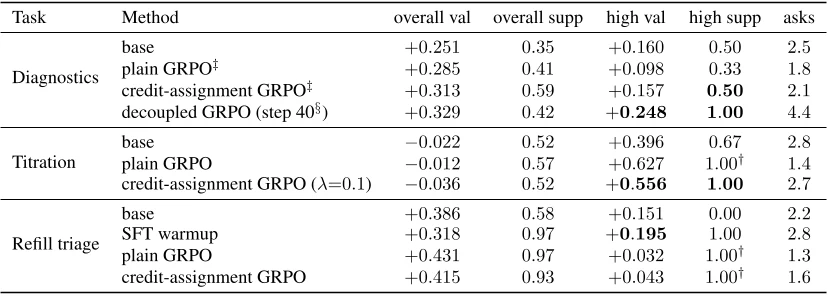 Task Method overall val overall supp high val high supp asks
Diagnostics
base +0.251 0.35 +0.160 0.50 2.5
plain GRPO‡ +0.285 0.41 +0.098 0.33 1.8
credit-assignment GRPO‡ +0.313 0.59 +0.157 0.50 2.1
decoupled GRPO (step 40§) +0.329 0.42 +0.248 1.00 4.4
Titration
base −0.022 0.52 +0.396 0.67 2.8
plain GRPO −0.012 0.57 +0.627 1.00† 1.4
credit-assignment GRPO (λ=0.1) −0.036 0.52 +0.556 1.00 2.7
Refill triage
base +0.386 0.58 +0.151 0.00 2.2
SFT warmup +0.318 0.97 +0.195 1.00 2.8
plain GRPO +0.431 0.97 +0.032 1.00† 1.3
credit-assignment GRPO +0.415 0.93 +0.043 1.00† 1.6